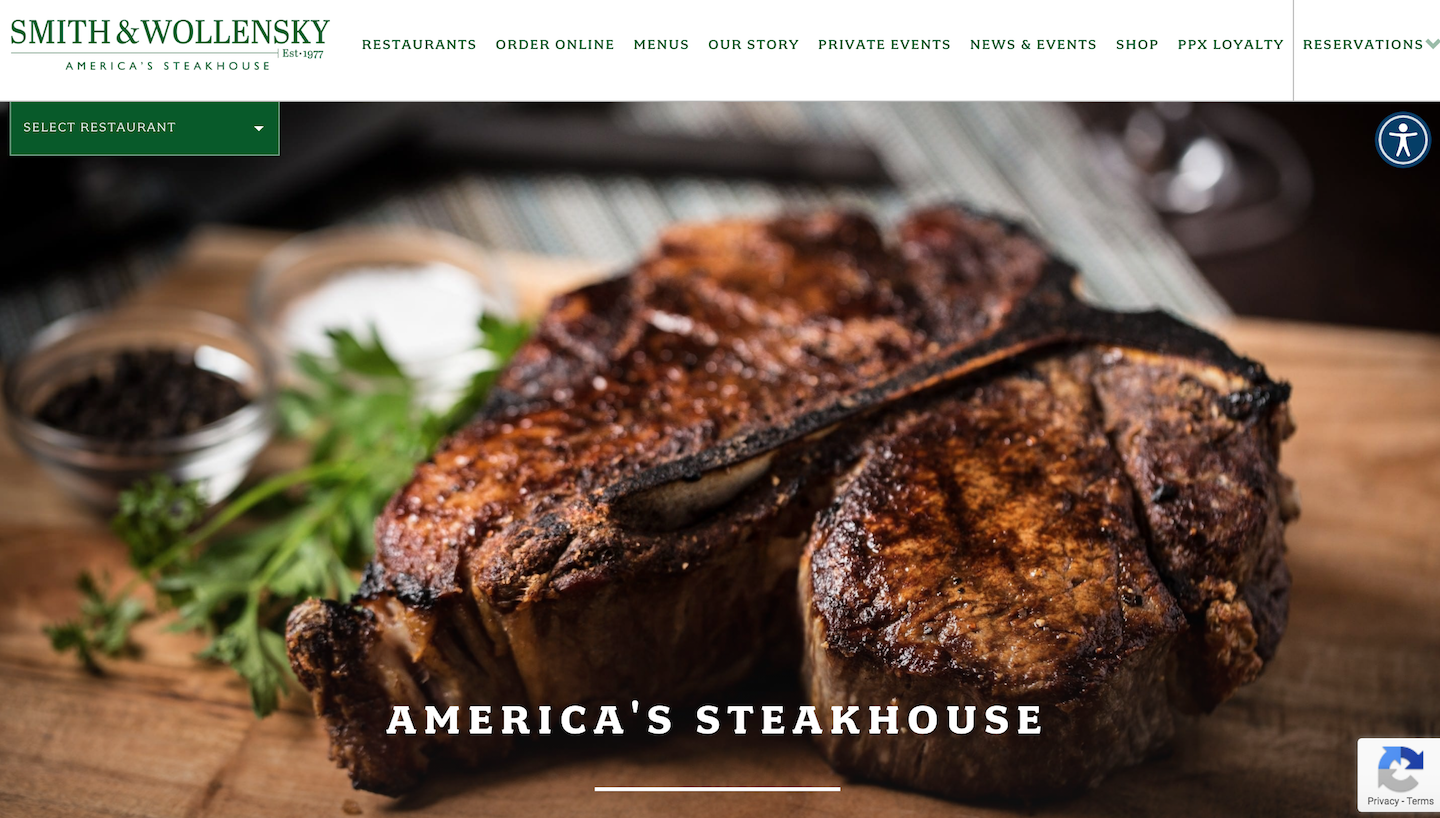 SMITH & WOLLENSKY
Est•1977
AMERICA'S STEAKHOUSE
RESTAURANTS ORDER ONLINE MENUS OUR STORY PRIVATE EVENTS NEWS & EVENTS SHOP PPX LOYALTY RESERVATIONS
SELECT RESTAURANT
AMERICA'S STEAKHOUSE
Privacy - Terms